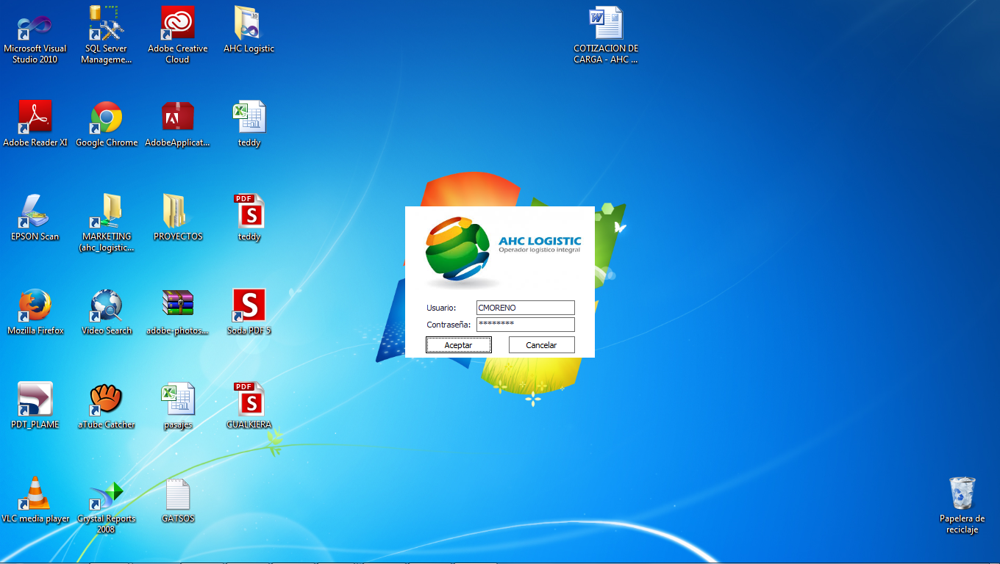 Microsoft Visual
Studio 2010
SQL Server
Manageme...
Adobe Creative
Cloud
AHC Logistic
COTIZACION DE
CARGA - AHC ...
Adobe Reader XI
Google Chrome
AdobeApplicat...
teddy
EPSON Scan
MARKETING
(ahc_logistic...
PROYECTOS
PDF
S
teddy
AHC LOGISTIC
Operador logístico integral
Usuario:
CMORENO
Contraseña:
********
Aceptar
Cancelar
Mozilla Firefox
Video Search
adobe-photos...
S
Soda PDF 5
PDT_PLAME
aTube Catcher
pasajes
PDF
S
CUALKIERA
VLC media player
Crystal Reports
2008
GATSOS
Papelera de
reciclaje